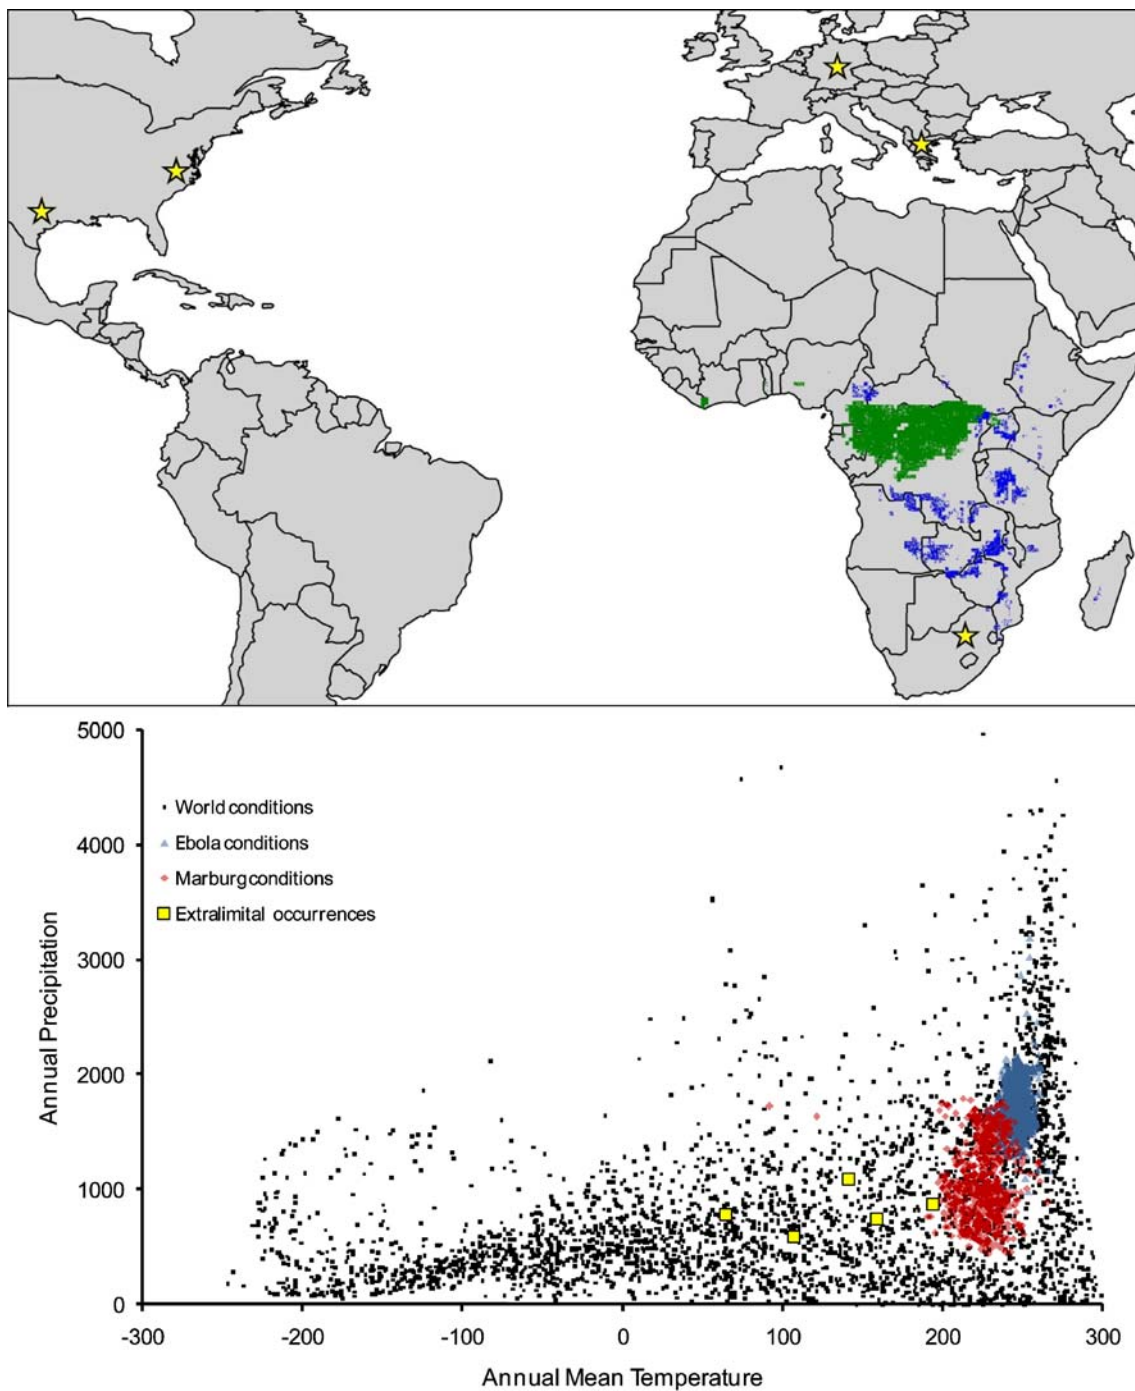 5000
4000
3000
2000
1000
0
Annual Precipitation
World conditions
Ebola conditions
Marburg conditions
Extralimital occurrences
-300
-200
-100
0
100
200
300
Annual Mean Temperature